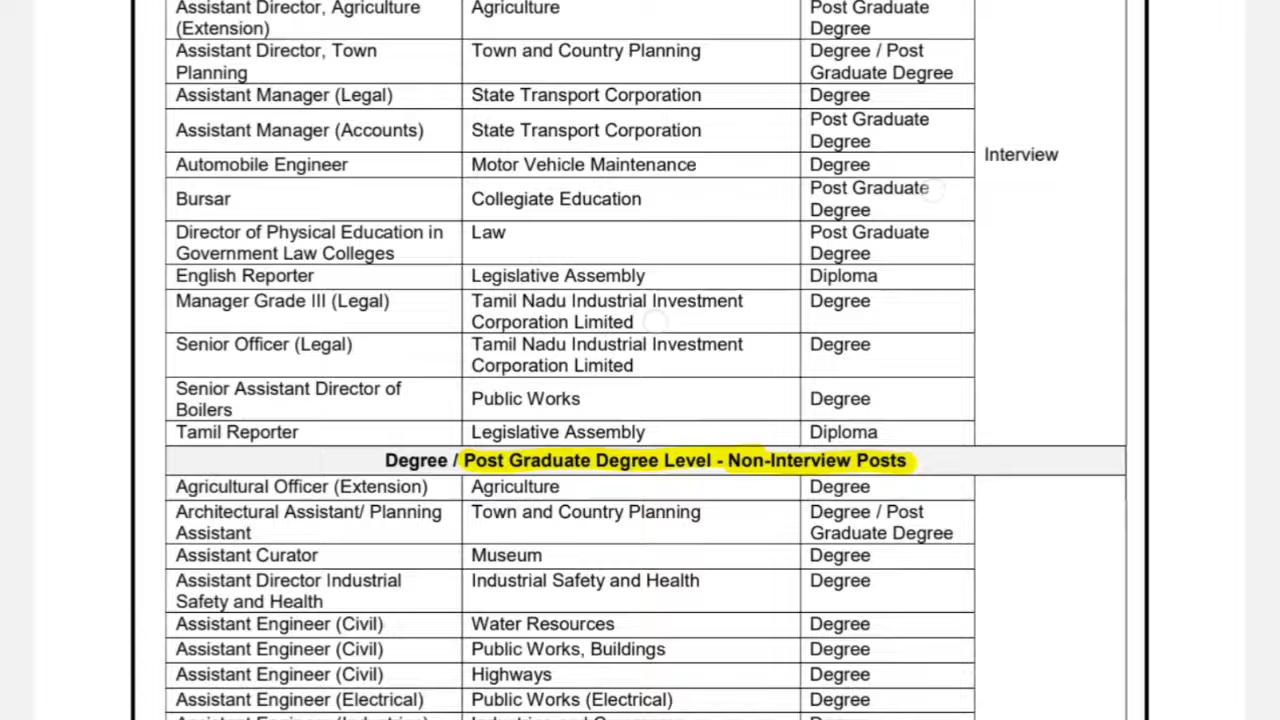 Assistant Director, Agriculture Agriculture Post Graduate
(Extension) Degree
Assistant Director, Town Town and Country Planning Degree / Post
Planning Graduate Degree
Assistant Manager (Legal) State Transport Corporation Degree
Assistant Manager (Accounts) State Transport Corporation Post Graduate
Degree
Interview
Automobile Engineer Motor Vehicle Maintenance Degree
Bursar Collegiate Education Post Graduate
Degree
Director of Physical Education in Law Post Graduate
Government Law Colleges Degree
English Reporter Legislative Assembly Diploma
Manager Grade III (Legal) Tamil Nadu Industrial Investment Degree
Corporation Limited
Senior Officer (Legal) Tamil Nadu Industrial Investment Degree
Corporation Limited
Senior Assistant Director of Public Works Degree
Boilers
Tamil Reporter Legislative Assembly Diploma
Degree / Post Graduate Degree Level - Non-Interview Posts
Agricultural Officer (Extension) Agriculture Degree
Architectural Assistant/ Planning Town and Country Planning Degree / Post
Assistant Graduate Degree
Assistant Curator Museum Degree
Assistant Director Industrial Industrial Safety and Health Degree
Safety and Health
Assistant Engineer (Civil) Water Resources Degree
Assistant Engineer (Civil) Public Works, Buildings Degree
Assistant Engineer (Civil) Highways Degree
Assistant Engineer (Electrical) Public Works (Electrical) Degree